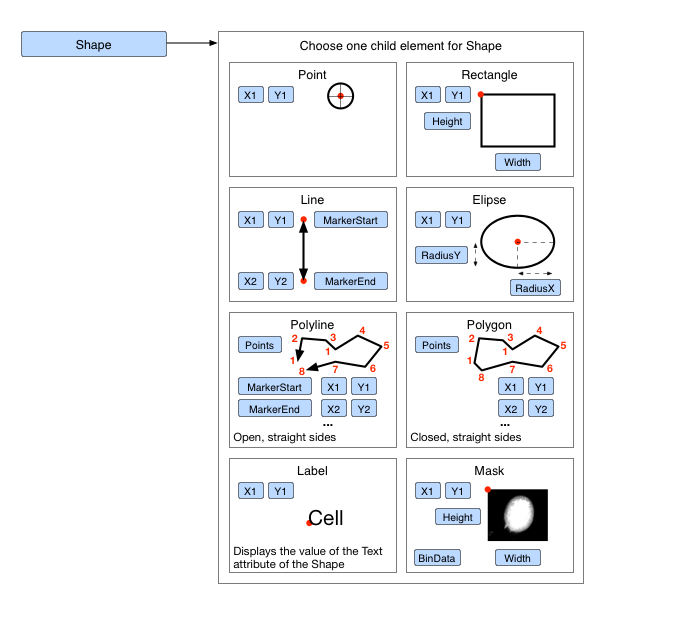 Shape
Choose one child element for Shape
Point
X1 Y1
Rectangle
X1 Y1
Height
Width
Line
X1 Y1 MarkerStart
X2 Y2 MarkerEnd
Elipse
X1 Y1
RadiusY
RadiusX
Polyline
Points
2 3 4
1 1 5
8 7 6
MarkerStart X1 Y1
MarkerEnd X2 Y2
...
Open, straight sides
Polygon
Points
2 3 4
1 1 5
8 7 6
X1 Y1
X2 Y2
...
Closed, straight sides
Label
X1 Y1
Cell
Displays the value of the Text
attribute of the Shape
Mask
X1 Y1
Height
BinData Width